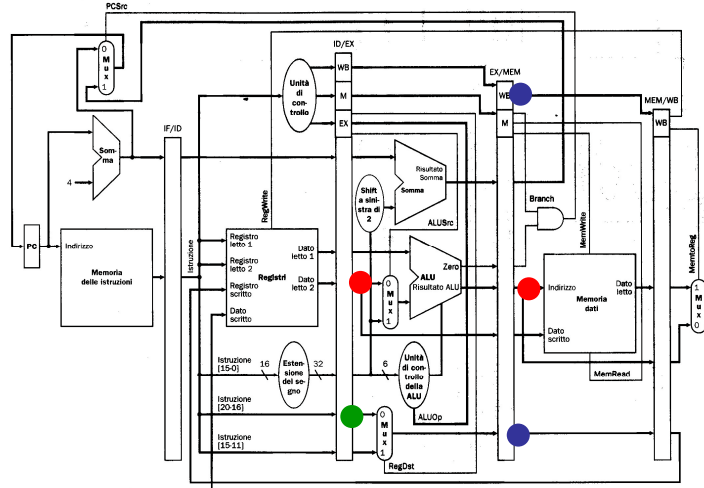 PCSrc
0
M
u
x
1
ID/EX
WB
M
EX
Unità
di
con-
trollo
EX/MEM
WB
M
MEM/WB
WB
IF/ID
Som-
ma
4
Shift
a sini-
stra di
2
Risultato
Somma
Somma
RegWrite
ALUSrc
Branch
MemWrite
MemtoReg
PC
Indirizzo
Memoria
delle istruzioni
Istruzione
Registro
letto 1
Registro
letto 2
Registro
scritto
Dato
scritto
Registri
Dato
letto 1
Dato
letto 2
0
M
u
x
1
ALU
Zero
Risultato ALU
Indirizzo
Dato
letto
Memoria
dati
Dato
scritto
1
M
u
x
0
Istruzione
[15-0]
16
Esten-
sione
del se-
gno
32
6
Unità
di con-
trollo
della
ALU
MemRead
Istruzione
[20-16]
ALUOp
Istruzione
[15-11]
0
M
u
x
1
RegDst